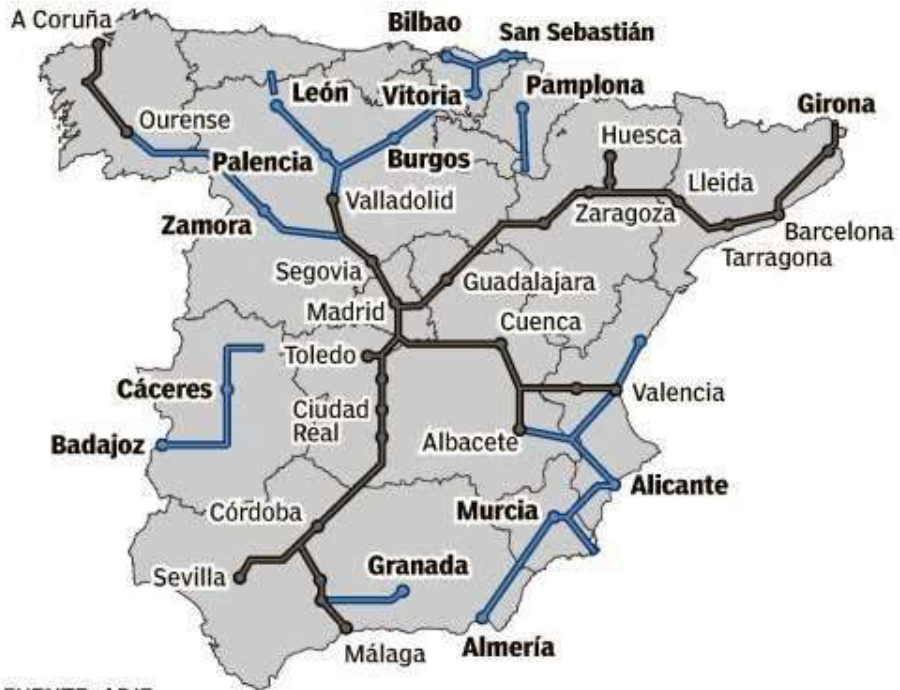 A Coruña
Bilbao
San Sebastián
León
Vitoria
Pamplona
Girona
Ourense
Huesca
Palencia
Burgos
Lleida
Valladolid
Zaragoza
Zamora
Barcelona
Tarragona
Segovia
Guadalajara
Madrid
Cuenca
Toledo
Cáceres
Valencia
Ciudad
Real
Badajoz
Albacete
Alicante
Córdoba
Murcia
Granada
Sevilla
Almería
Málaga